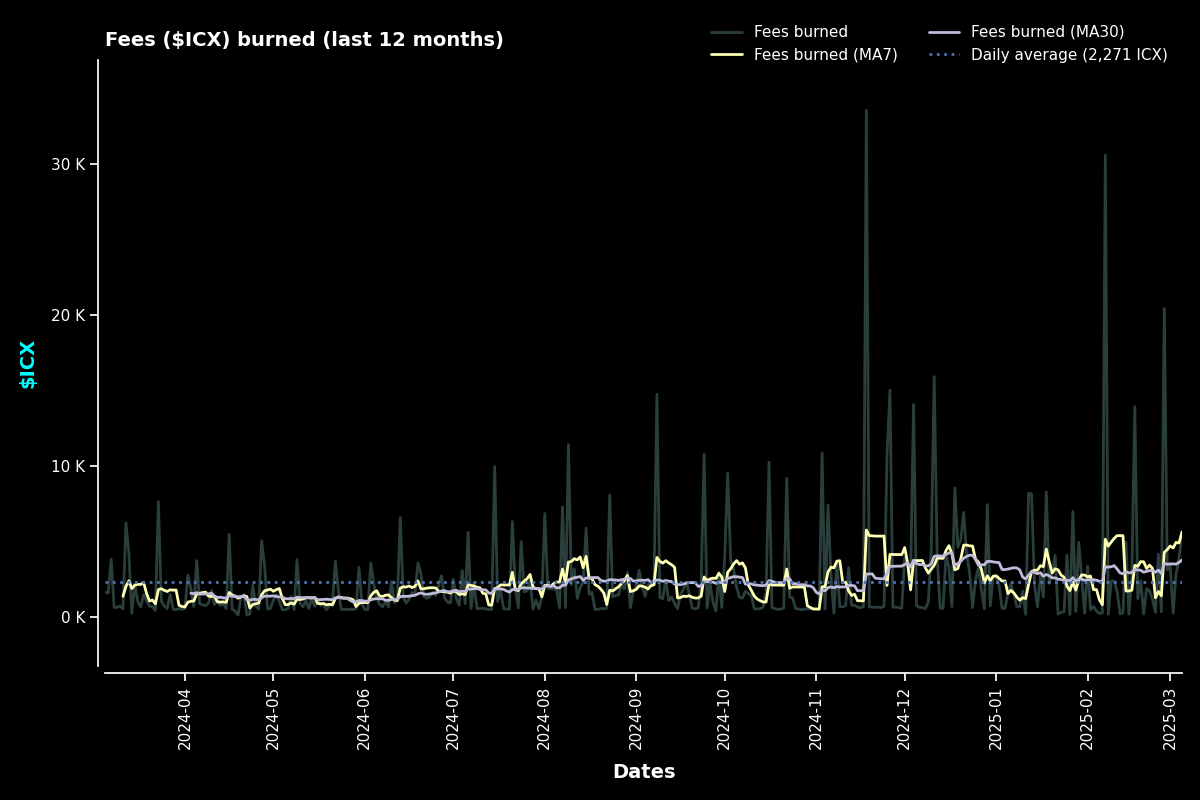 Fees ($ICX) burned (last 12 months)
Fees burned
Fees burned (MA7)
Fees burned (MA30)
Daily average (2,271 ICX)
$ICX
30 K
20 K
10 K
0 K
2024-04
2024-05
2024-06
2024-07
2024-08
2024-09
2024-10
2024-11
2024-12
2025-01
2025-02
2025-03
Dates